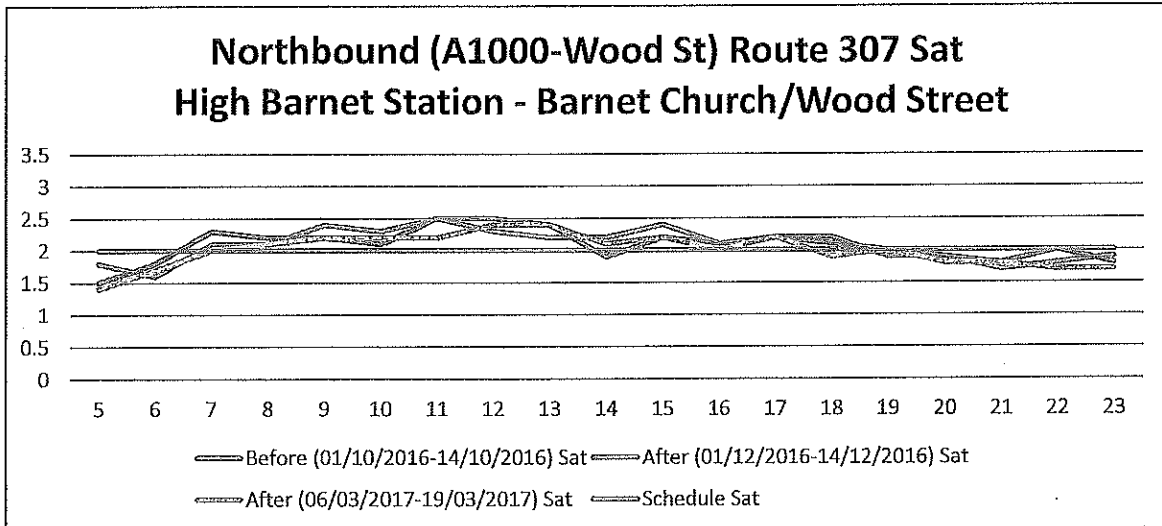 Northbound (A1000-Wood St) Route 307 Sat
High Barnet Station - Barnet Church/Wood Street
3.5
3
2.5
2
1.5
1
0.5
0
5 6 7 8 9 10 11 12 13 14 15 16 17 18 19 20 21 22 23
Before (01/10/2016-14/10/2016) Sat After (01/12/2016-14/12/2016) Sat
After (06/03/2017-19/03/2017) Sat Schedule Sat